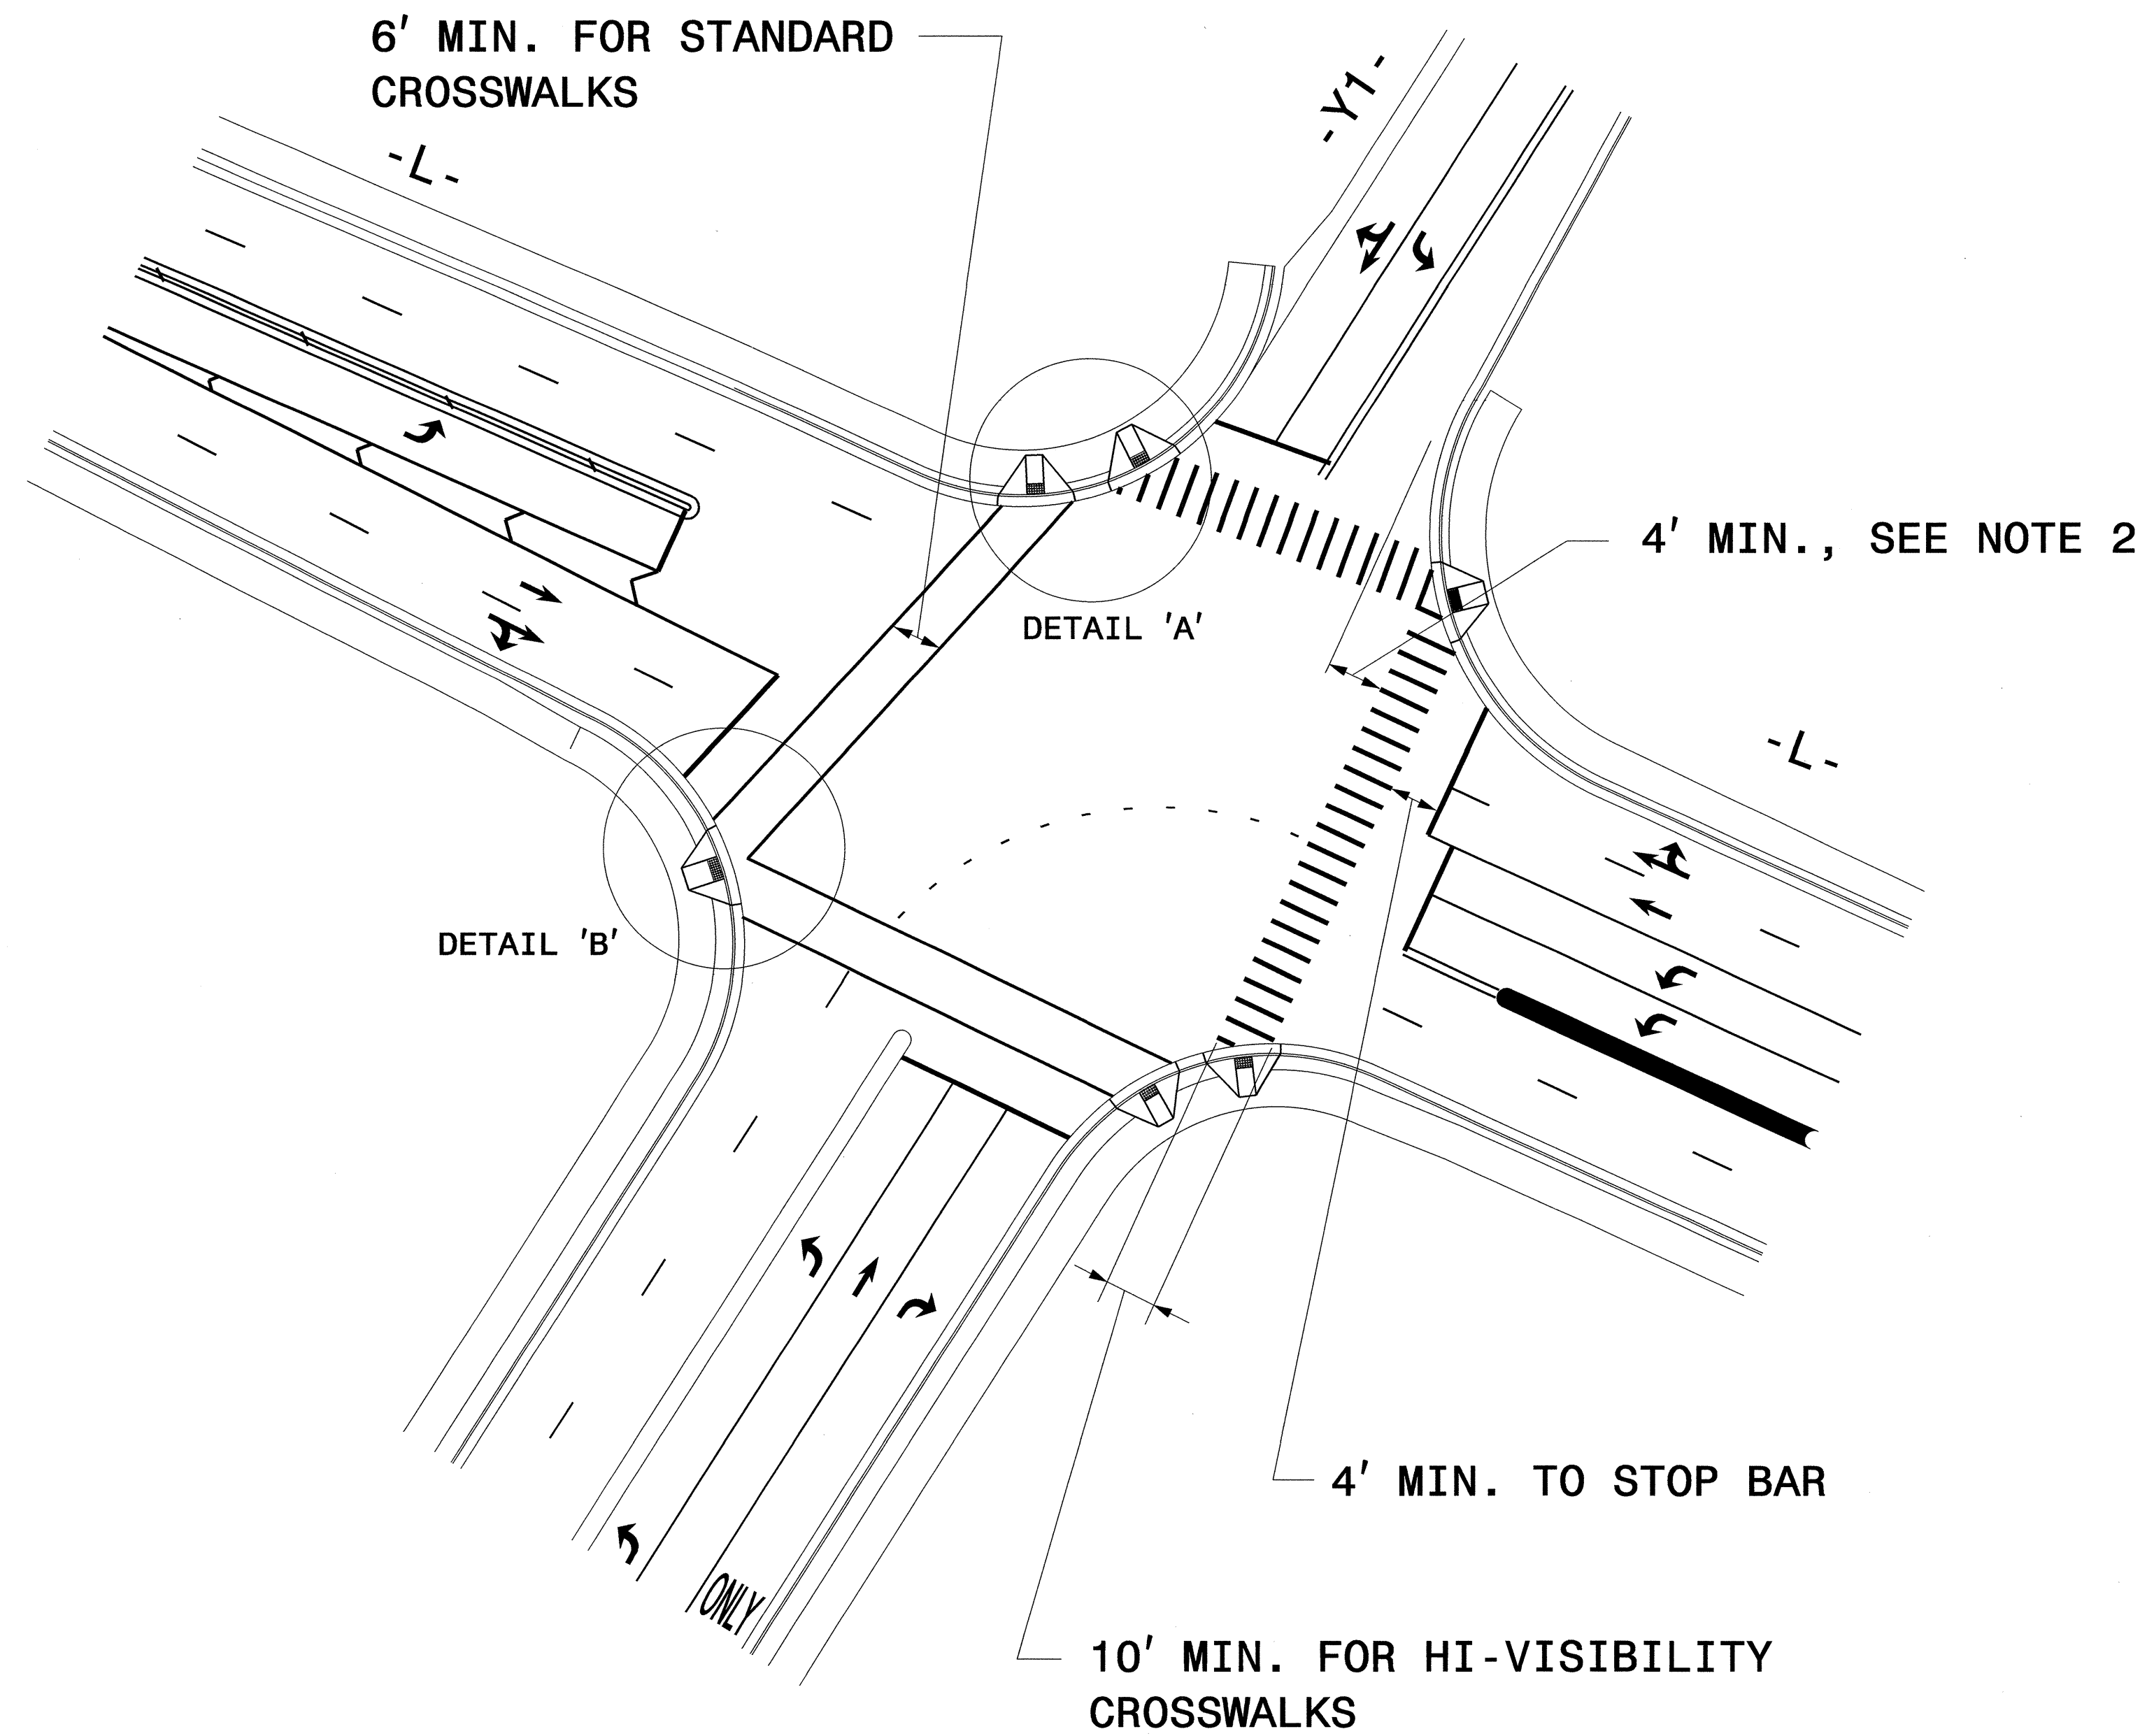 6' MIN. FOR STANDARD
CROSSWALKS
-Y1-
-L-
4' MIN., SEE NOTE 2
DETAIL 'A'
-L-
DETAIL 'B'
4' MIN. TO STOP BAR
ONLY
10' MIN. FOR HI-VISIBILITY
CROSSWALKS